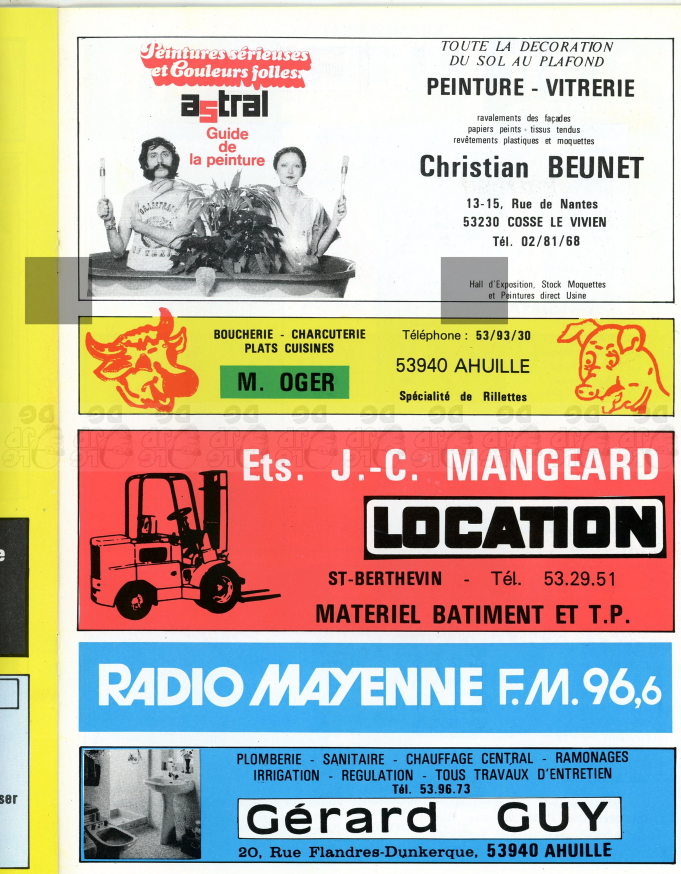 Peintures sérieuses
et Couleurs folles:
astral
Guide
de
la peinture
TOUTE LA DECORATION
DU SOL AU PLAFOND
PEINTURE - VITRERIE
ravalements des façades
papiers peints - tissus tendus
revêtements plastiques et moquettes
Christian BEUNET
13-15, Rue de Nantes
53230 COSSE LE VIVIEN
Tél. 02/81/68
Hall d'Exposition, Stock Moquettes
et Peintures direct Usine
BOUCHERIE - CHARCUTERIE
PLATS CUISINES
M. OGER
Téléphone : 53/93/30
53940 AHUILLE
Spécialité de Rillettes
Ets. J.-C. MANGEARD
LOCATION
ST-BERTHEVIN - Tél. 53.29.51
MATERIEL BATIMENT ET T.P.
RADIO MAYENNE F.M. 96,6
PLOMBERIE - SANITAIRE - CHAUFFAGE CENTRAL - RAMONAGES
IRRIGATION - REGULATION - TOUS TRAVAUX D'ENTRETIEN
Tél. 53.96.73
Gérard GUY
20, Rue Flandres-Dunkerque, 53940 AHUILLE
e
ser